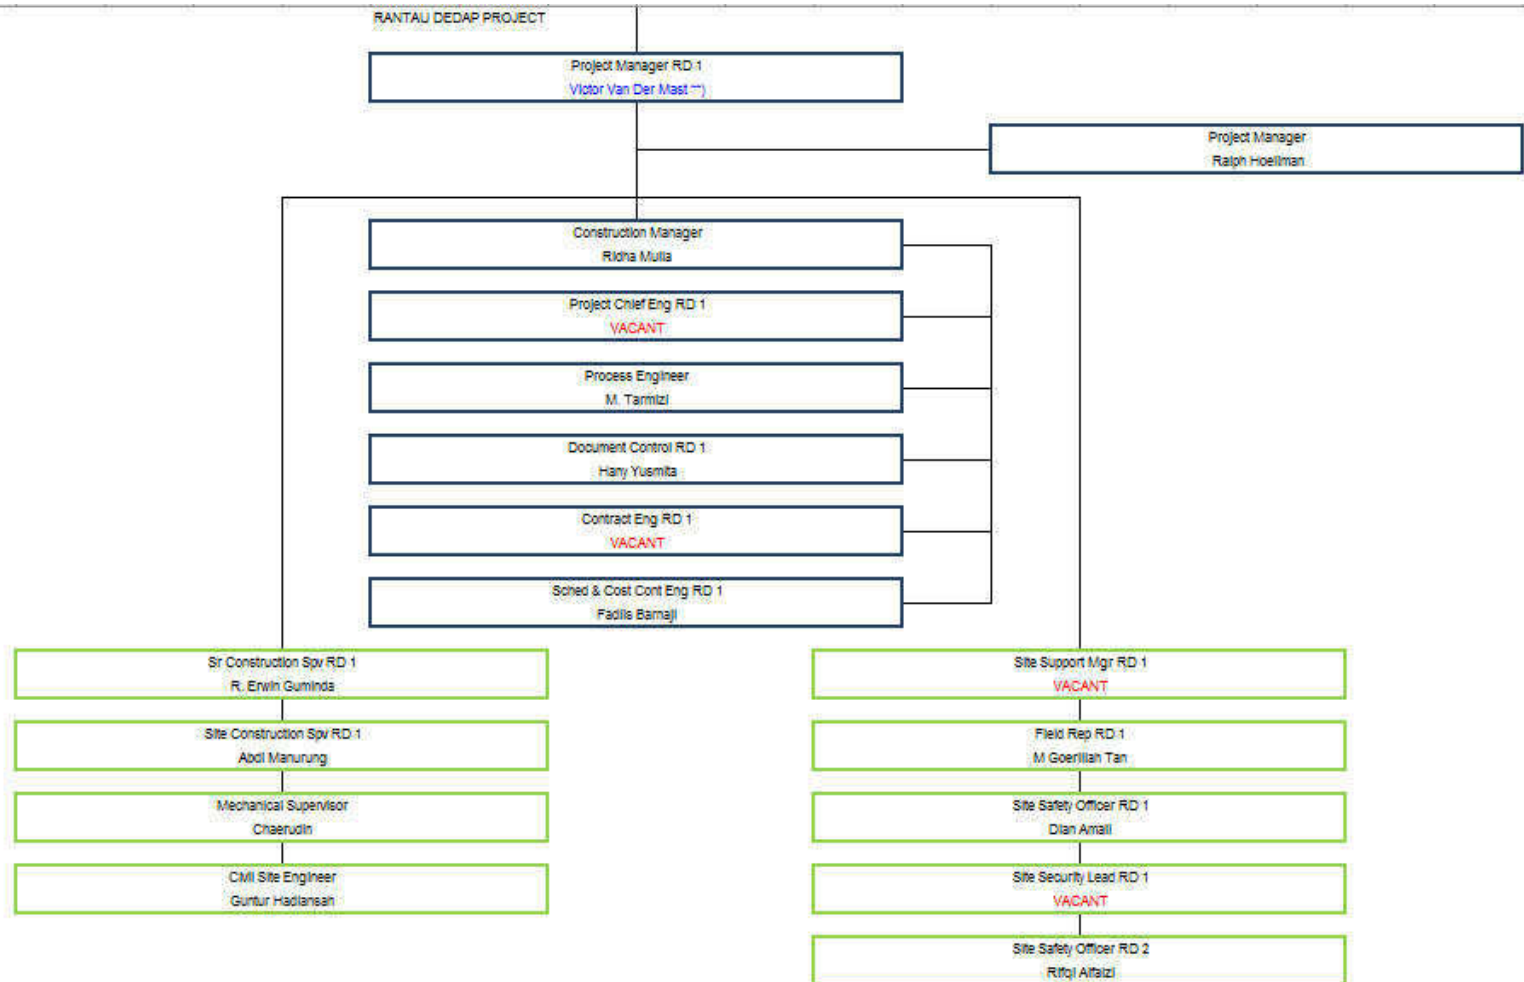 RANTAU DEDAP PROJECT
Project Manager RD 1
Victor Van Der Mast **)
Project Manager
Ralph Hoellman
Construction Manager
Ridha Mulia
Project Chief Eng RD 1
VACANT
Process Engineer
M. Tarmizi
Document Control RD 1
Hany Yusmita
Contract Eng RD 1
VACANT
Sched & Cost Cont Eng RD 1
Fadlis Barnaji
Sr Construction Spv RD 1
R. Erwin Guminda
Site Construction Spv RD 1
Abdi Manurung
Mechanical Supervisor
Chaerudin
Civil Site Engineer
Guntur Hadiansah
Site Support Mgr RD 1
VACANT
Field Rep RD 1
M Goerillah Tan
Site Safety Officer RD 1
Dian Amali
Site Security Lead RD 1
VACANT
Site Safety Officer RD 2
Rifqi Alfaizi